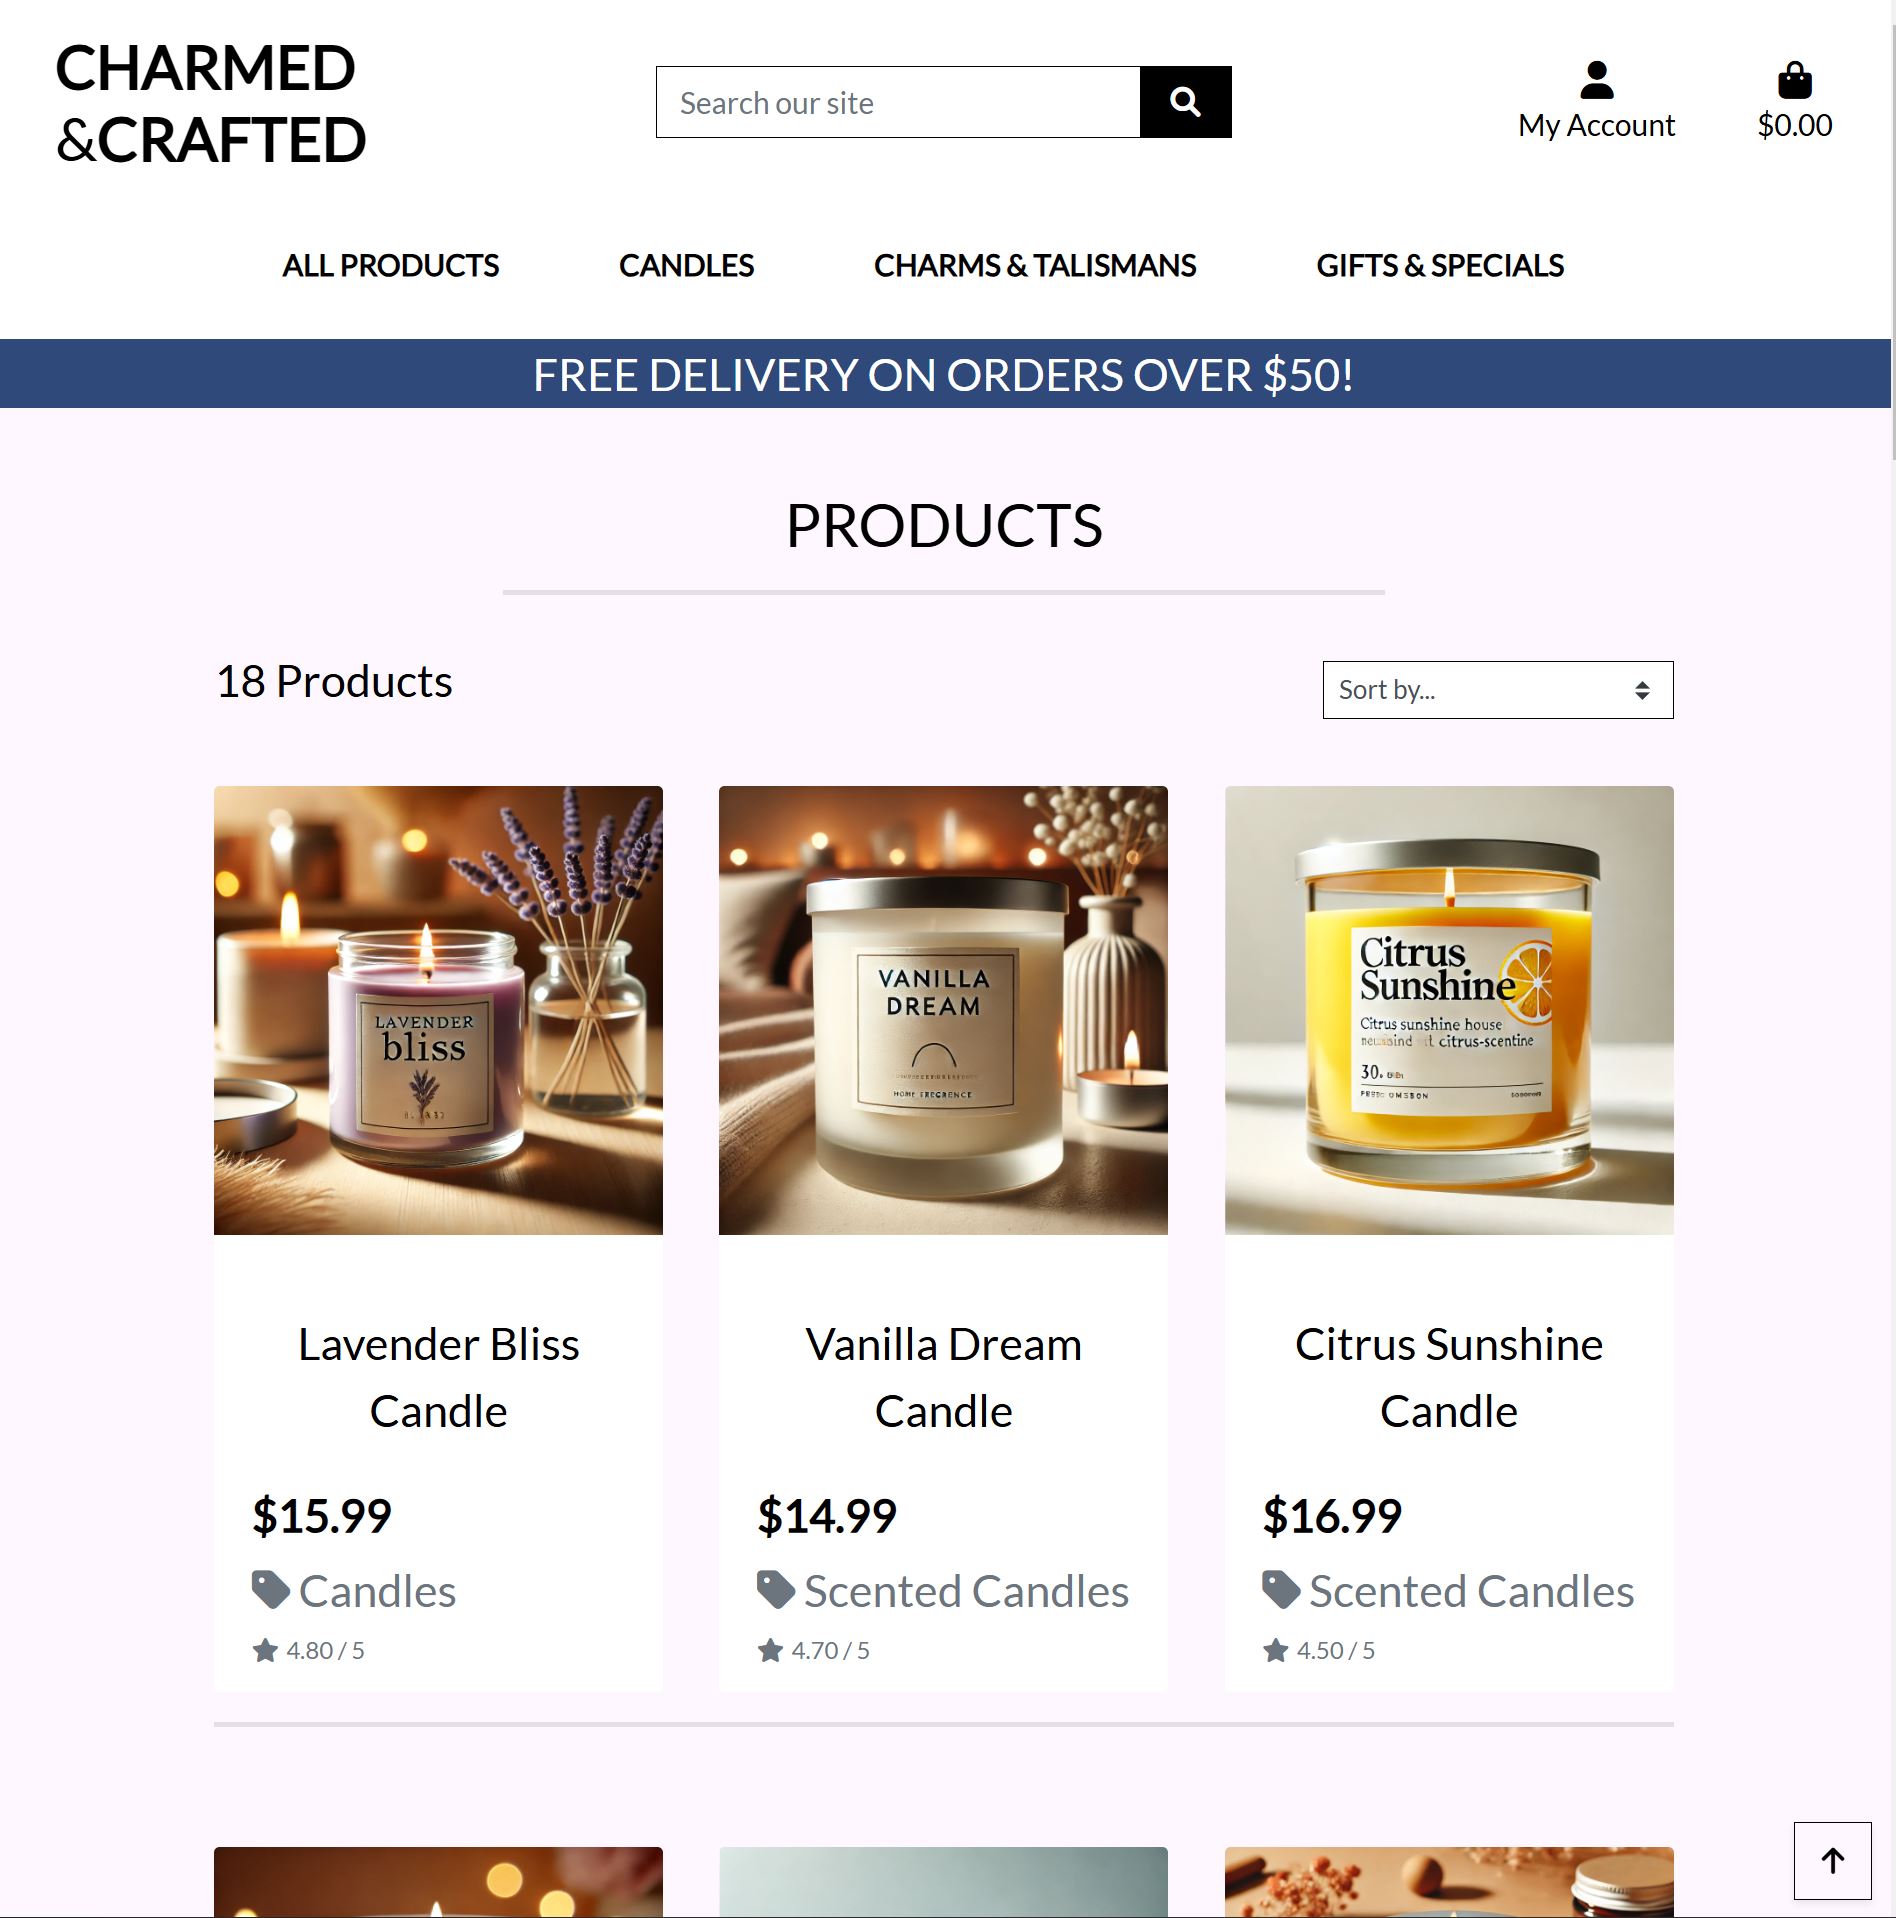 CHARMED
&CRAFTED
Search our site
My Account
$0.00
ALL PRODUCTS
CANDLES
CHARMS & TALISMANS
GIFTS & SPECIALS
FREE DELIVERY ON ORDERS OVER $50!
PRODUCTS
18 Products
Sort by...
LAVENDER
bliss
VANILLA
DREAM
HOME FREGRENCE
Citrus
Sunshine
Citrus sunshine house
citrus-scentine
30.
Lavender Bliss
Candle
$15.99
Candles
4.80 / 5
Vanilla Dream
Candle
$14.99
Scented Candles
4.70 / 5
Citrus Sunshine
Candle
$16.99
Scented Candles
4.50 / 5